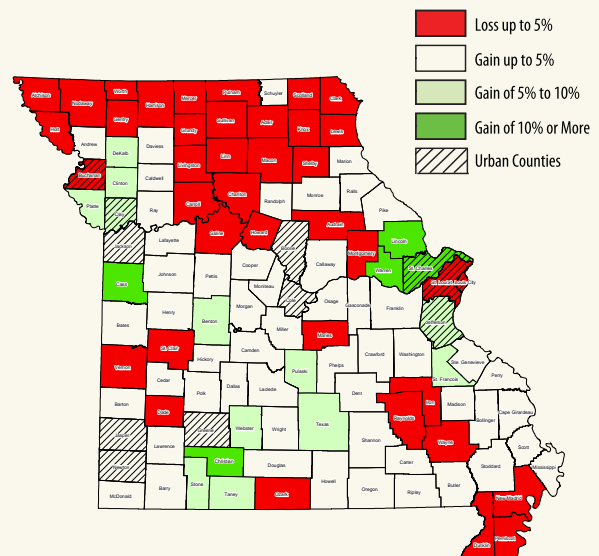 Loss up to 5%
Gain up to 5%
Gain of 5% to 10%
Gain of 10% or More
Urban Counties
Atchison
Nodaway
Worth
Harrison
Mercer
Putnam
Schuyler
Scotland
Clark
Holt
Gentry
Grundy
Sullivan
Adair
Knox
Lewis
Andrew
DeKalb
Daviess
Livingston
Linn
Macon
Shelby
Marion
Buchanan
Clinton
Caldwell
Platte
Clay
Ray
Carroll
Chariton
Randolph
Monroe
Ralls
Pike
Saline
Howard
Boone
Audrain
Lincoln
Jackson
Lafayette
Cooper
Callaway
Montgomery
Warren
St. Charles
Cass
Johnson
Pettis
Moniteau
Cole
Osage
Gasconade
Franklin
Jefferson
Bates
Henry
Benton
Morgan
Miller
Maries
Crawford
Washington
St. Francois
Ste. Genevieve
Perry
Vernon
St. Clair
Hickory
Camden
Pulaski
Phelps
Dent
Iron
Madison
Bollinger
Cape Girardeau
Barton
Cedar
Polk
Dallas
Laclede
Texas
Reynolds
Wayne
Dade
Jasper
Greene
Webster
Wright
Shannon
Scott
Lawrence
Newton
Christian
Douglas
Carter
Stoddard
Mississippi
McDonald
Barry
Stone
Taney
Ozark
Howell
Oregon
Ripley
Butler
New Madrid
Dunklin
Pemiscot